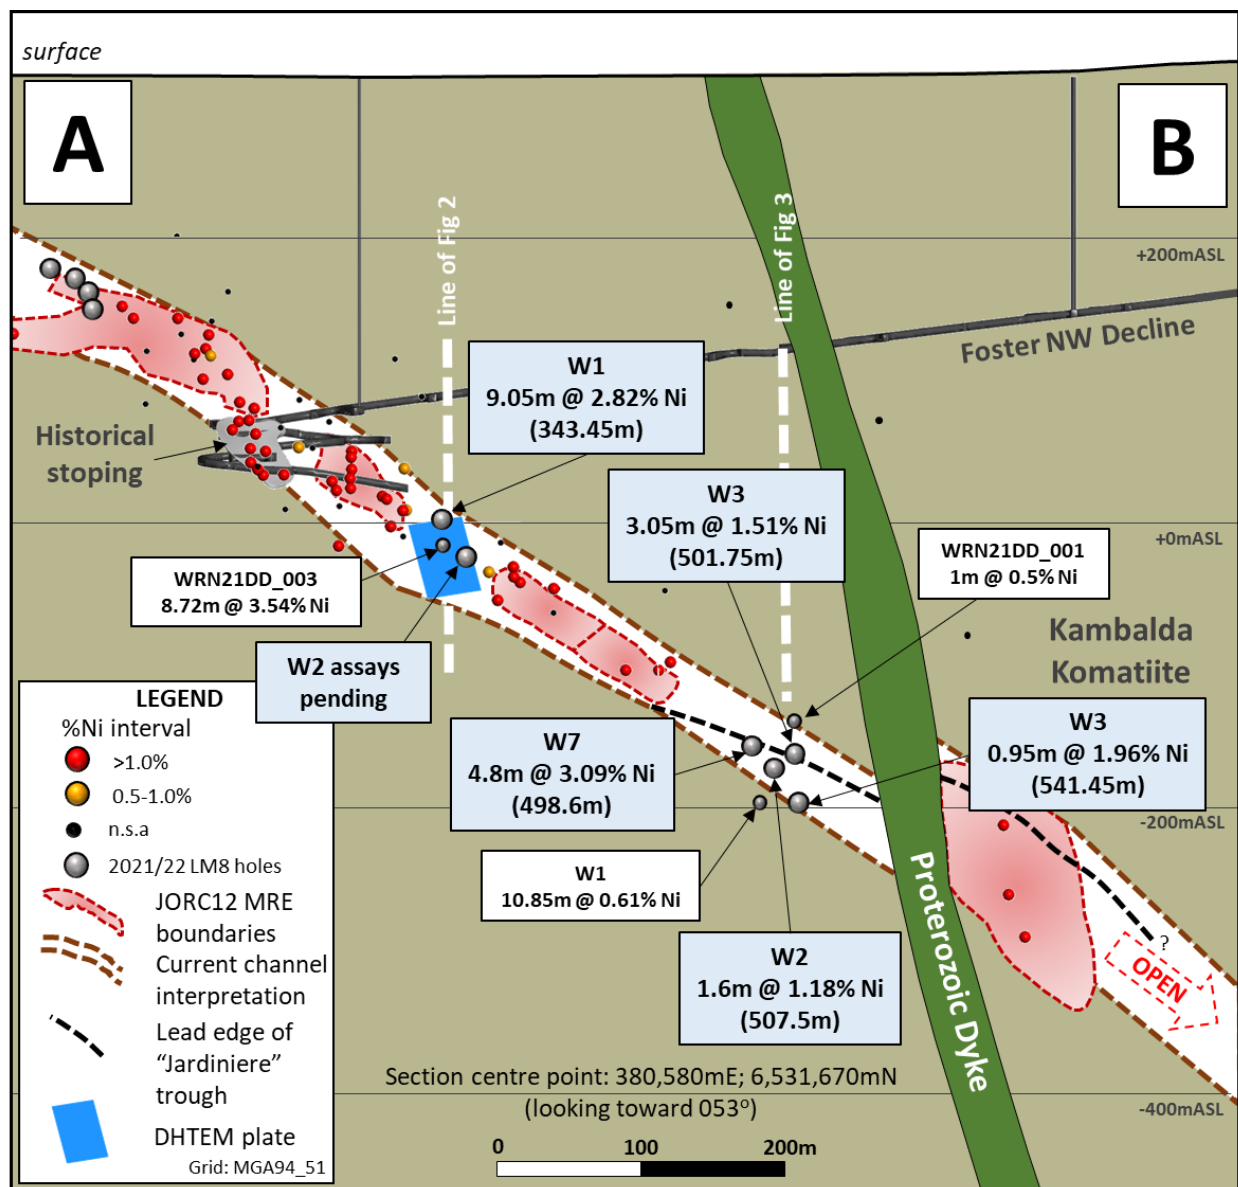 surface
A
B
+200mASL
Line of Fig 2
Line of Fig 3
Foster NW Decline
W1
9.05m @ 2.82% Ni
(343.45m)
Historical
stoping
W3
3.05m @ 1.51% Ni
(501.75m)
+0mASL
WRN21DD_001
1m @ 0.5% Ni
WRN21DD_003
8.72m @ 3.54% Ni
Kambalda
Komatiite
W2 assays
pending
W7
4.8m @ 3.09% Ni
(498.6m)
W3
0.95m @ 1.96% Ni
(541.45m)
-200mASL
W1
10.85m @ 0.61% Ni
W2
1.6m @ 1.18% Ni
(507.5m)
Proterozoic Dyke
?
OPEN
LEGEND
%Ni interval
>1.0%
0.5-1.0%
n.s.a
2021/22 LM8 holes
JORC12 MRE
boundaries
Current channel
interpretation
Lead edge of
“Jardiniere”
trough
DHTEM plate
Grid: MGA94_51
Section centre point: 380,580mE; 6,531,670mN
(looking toward 053°)
-400mASL
0 100 200m